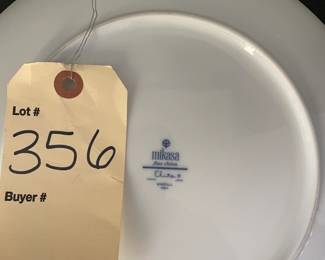 Lot #
356
Buyer #
mikasa
fine china